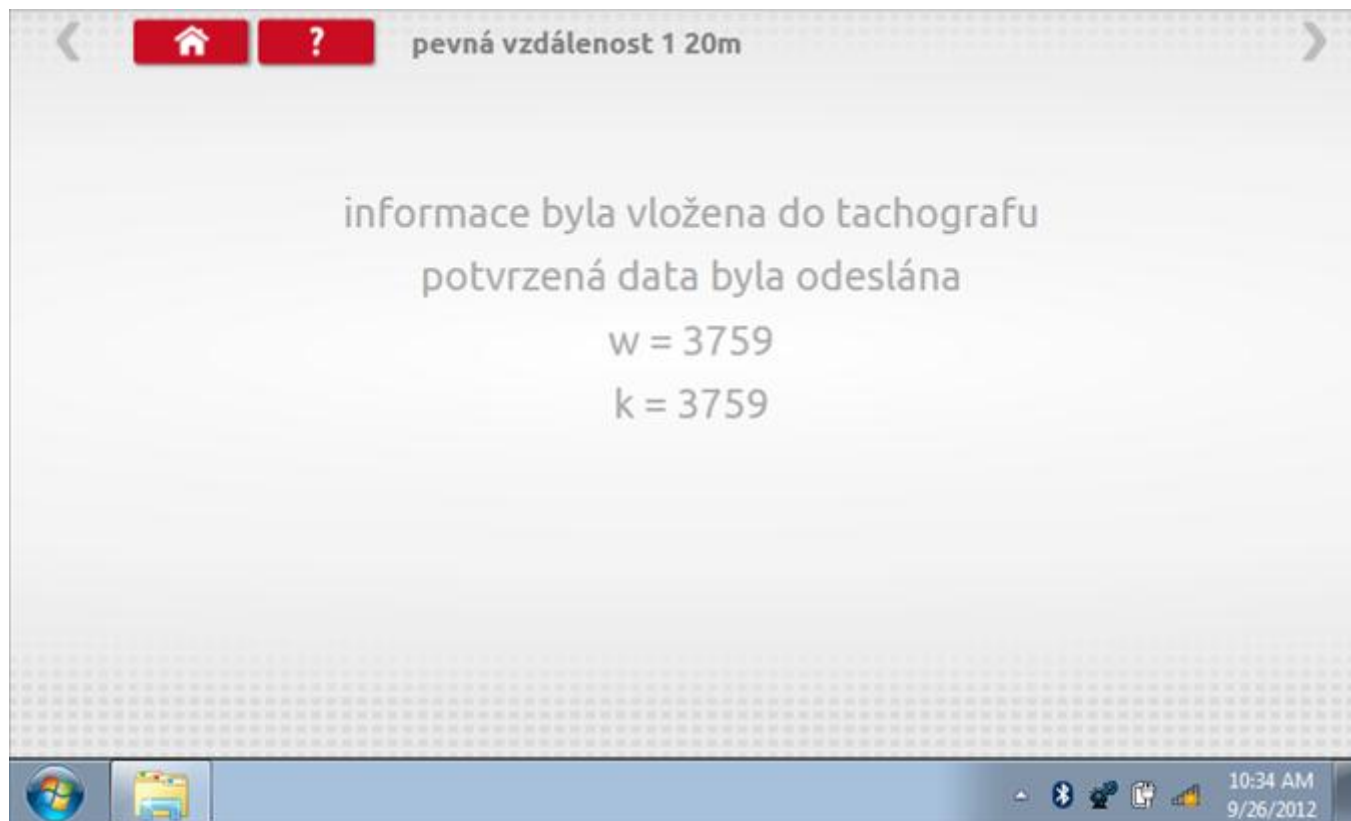 ? pevná vzdálenost 1 20m
informace byla vložena do tachografu
potvrzená data byla odeslána
w = 3759
k = 3759
10:34 AM
9/26/2012